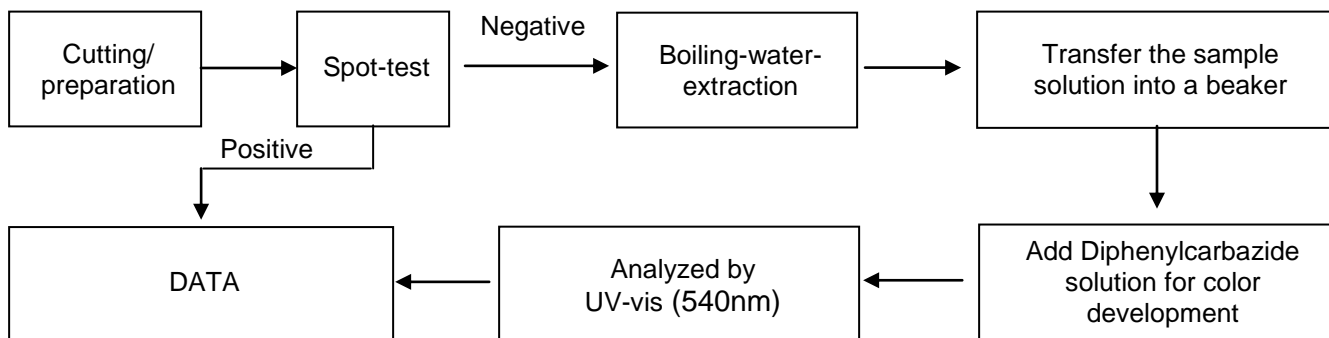 Cutting/
preparation
Spot-test
Negative
Boiling-water-
extraction
Transfer the sample
solution into a beaker
Positive
DATA
Analyzed by
UV-vis (540nm)
Add Diphenylcarbazide
solution for color
development